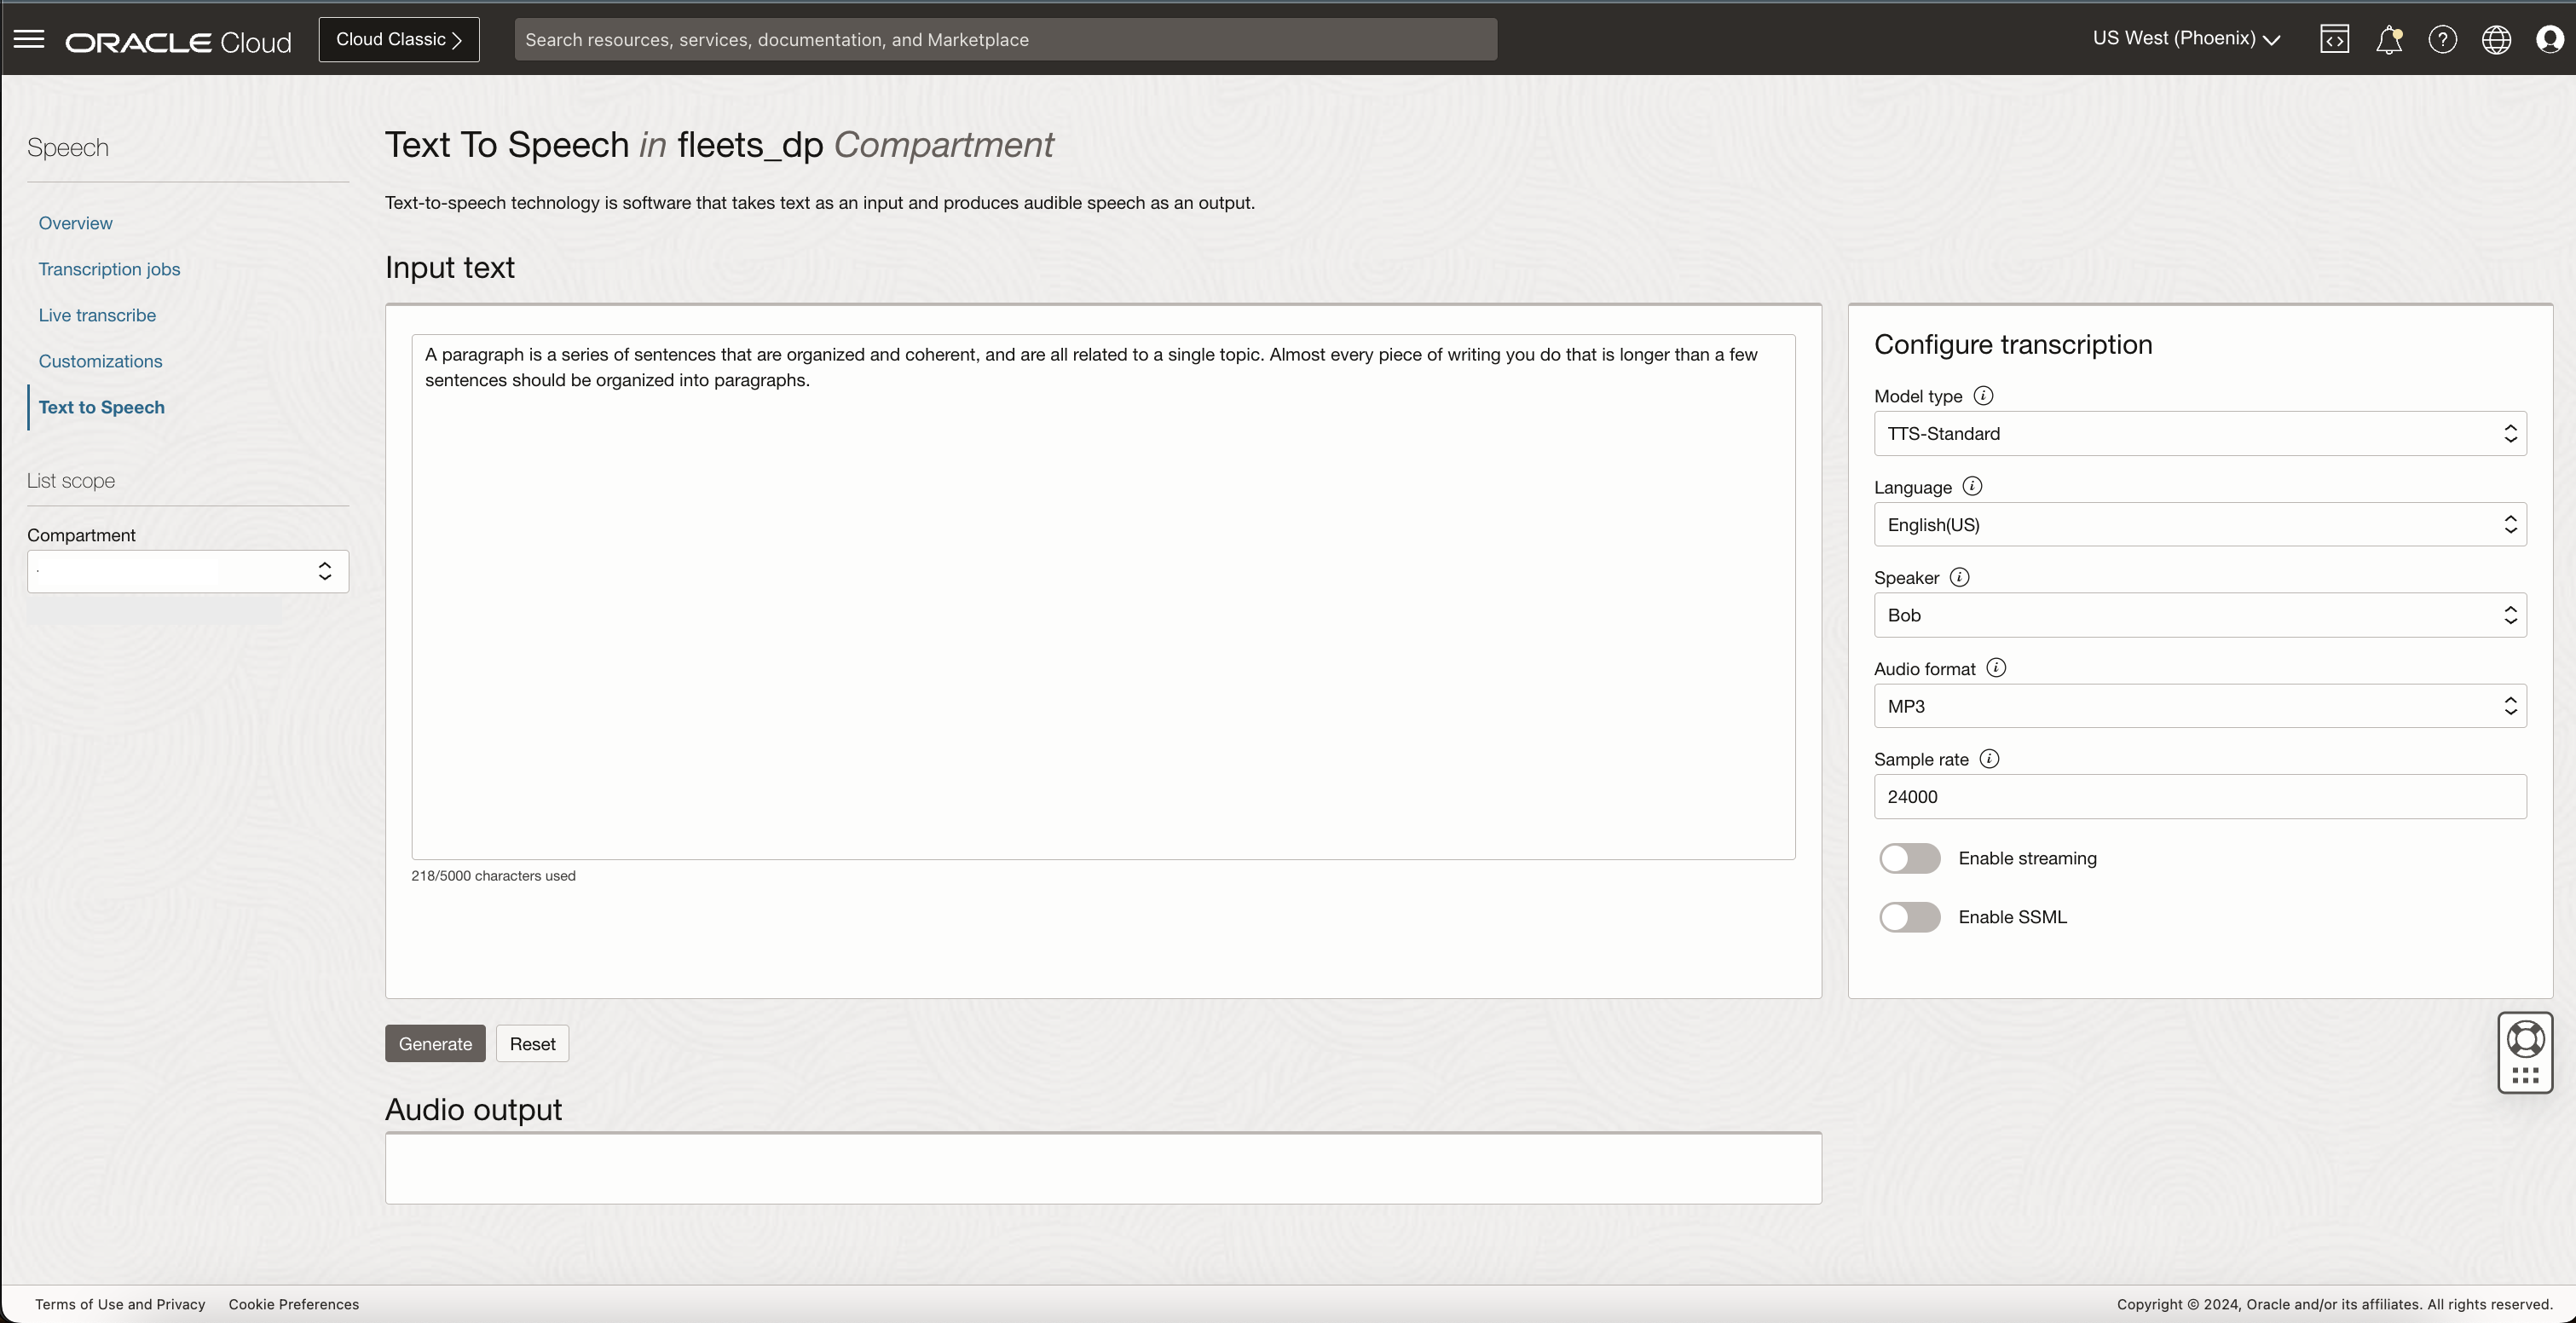 ORACLE Cloud
Cloud Classic
Search resources, services, documentation, and Marketplace
US West (Phoenix)
Speech
Overview
Transcription jobs
Live transcribe
Customizations
Text to Speech
List scope
Compartment
Text To Speech in fleets_dp Compartment
Text-to-speech technology is software that takes text as an input and produces audible speech as an output.
Input text
A paragraph is a series of sentences that are organized and coherent, and are all related to a single topic. Almost every piece of writing you do that is longer than a few
sentences should be organized into paragraphs.
218/5000 characters used
Configure transcription
Model type
TTS-Standard
Language
English(US)
Speaker
Bob
Audio format
MP3
Sample rate
24000
Enable streaming
Enable SSML
Generate
Reset
Audio output
Terms of Use and Privacy
Cookie Preferences
Copyright © 2024, Oracle and/or its affiliates. All rights reserved.